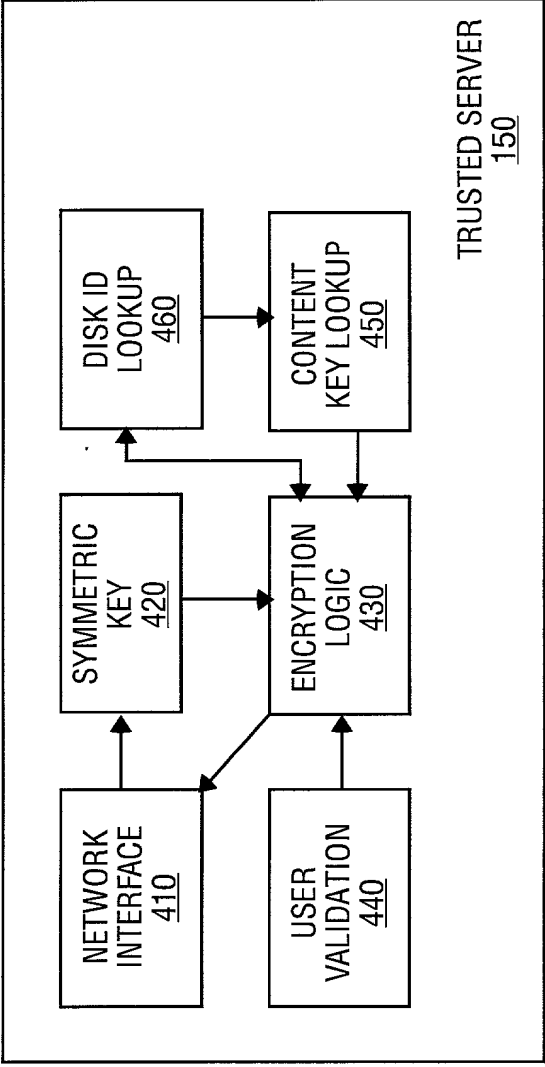 NETWORK
INTERFACE
410
SYMMETRIC
KEY
420
DISK ID
LOOKUP
460
USER
VALIDATION
440
ENCRYPTION
LOGIC
430
CONTENT
KEY LOOKUP
450
TRUSTED SERVER
150